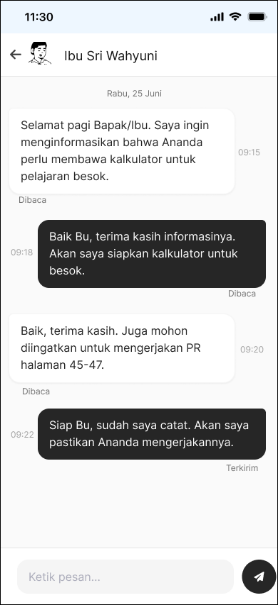 11:30
Ibu Sri Wahyuni
Rabu, 25 Juni
Selamat pagi Bapak/Ibu. Saya ingin
menginformasikan bahwa Ananda
perlu membawa kalkulator untuk
pelajaran besok.
09:15
Dibaca
Baik Bu, terima kasih informasinya.
Akan saya siapkan kalkulator untuk
besok.
09:18
Dibaca
Baik, terima kasih. Juga mohon
diingatkan untuk mengerjakan PR
halaman 45-47.
09:20
Dibaca
Siap Bu, sudah saya catat. Akan saya
pastikan Ananda mengerjakannya.
09:22
Terkirim
Ketik pesan...